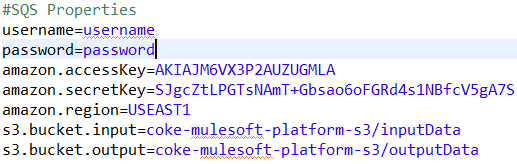 #SQS Properties
username=username
password=password
amazon.accessKey=AKIAJM6VX3P2AUZUGMLA
amazon.secretKey=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
amazon.region=USEAST1
s3.bucket.input=coke-mulesoft-platform-s3/inputData
s3.bucket.output=coke-mulesoft-platform-s3/outputData